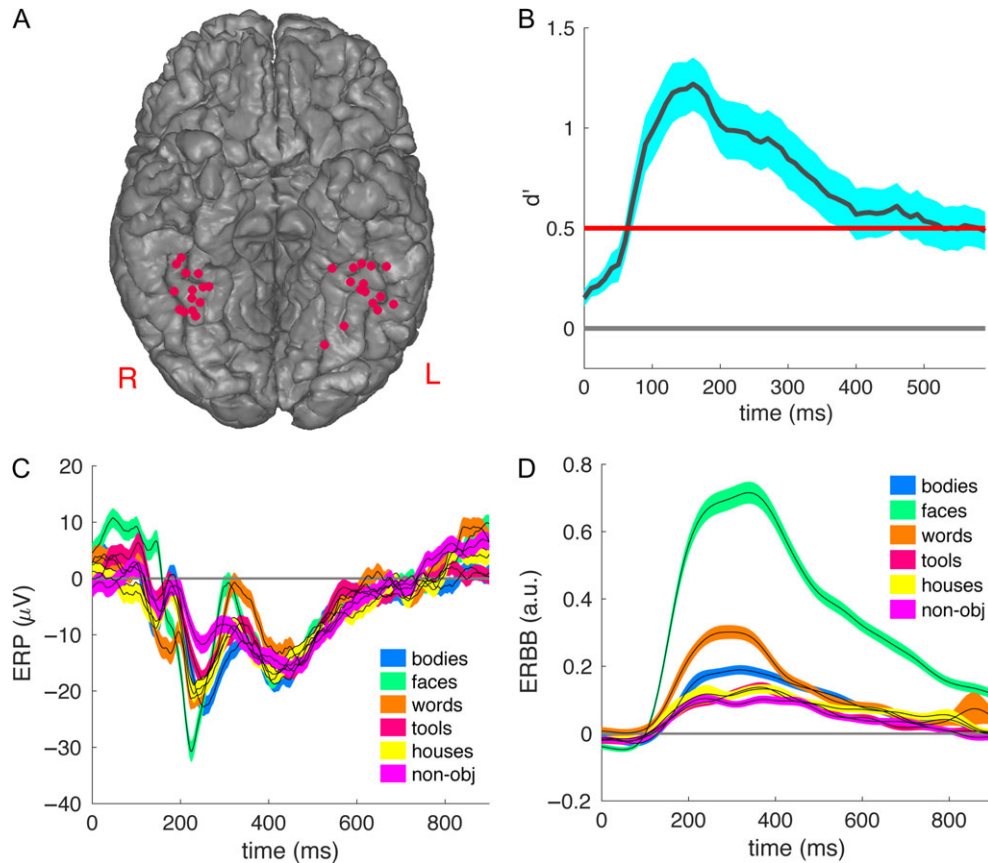 A
R
L
B
1.5
1
0.5
0
d'
0
100
200
300
400
500
time (ms)
C
20
10
0
−10
−20
−30
−40
ERP (µV)
bodies
faces
words
tools
houses
non-obj
0
200
400
600
800
time (ms)
D
0.8
0.6
0.4
0.2
0
−0.2
ERBB (a.u.)
bodies
faces
words
tools
houses
non-obj
0
200
400
600
800
time (ms)